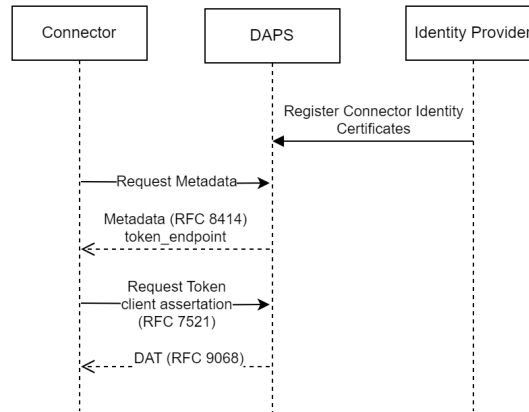 Connector
DAPS
Identity Provider
Register Connector Identity
Certificates
Request Metadata
Metadata (RFC 8414)
token_endpoint
Request Token
client assertation
(RFC 7521)
DAT (RFC 9068)